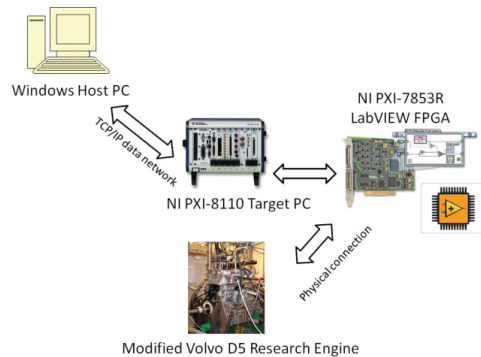 Windows Host PC
TCP/IP data network
NI PXI-8110 Target PC
NI PXI-7853R
LabVIEW FPGA
Physical connection
Modified Volvo D5 Research Engine